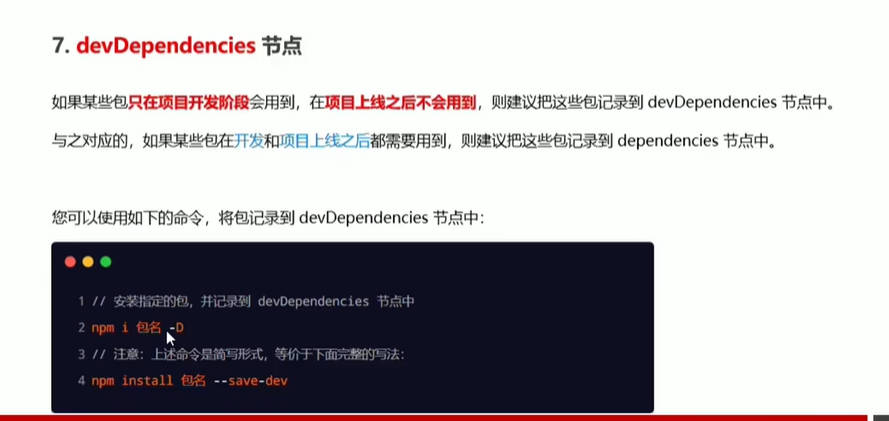 7. devDependencies 节点
如果某些包只在项目开发阶段会用到，在项目上线之后不会用到，则建议把这些包记录到 devDependencies 节点中。
与之对应的，如果某些包在开发和项目上线之后都需要用到，则建议把这些包记录到 dependencies 节点中。
您可以使用如下的命令，将包记录到 devDependencies 节点中：
1 // 安装指定的包，并记录到 devDependencies 节点中
2 npm i 包名 -D
3 // 注意：上述命令是简写形式，等价于下面完整的写法：
4 npm install 包名 --save-dev